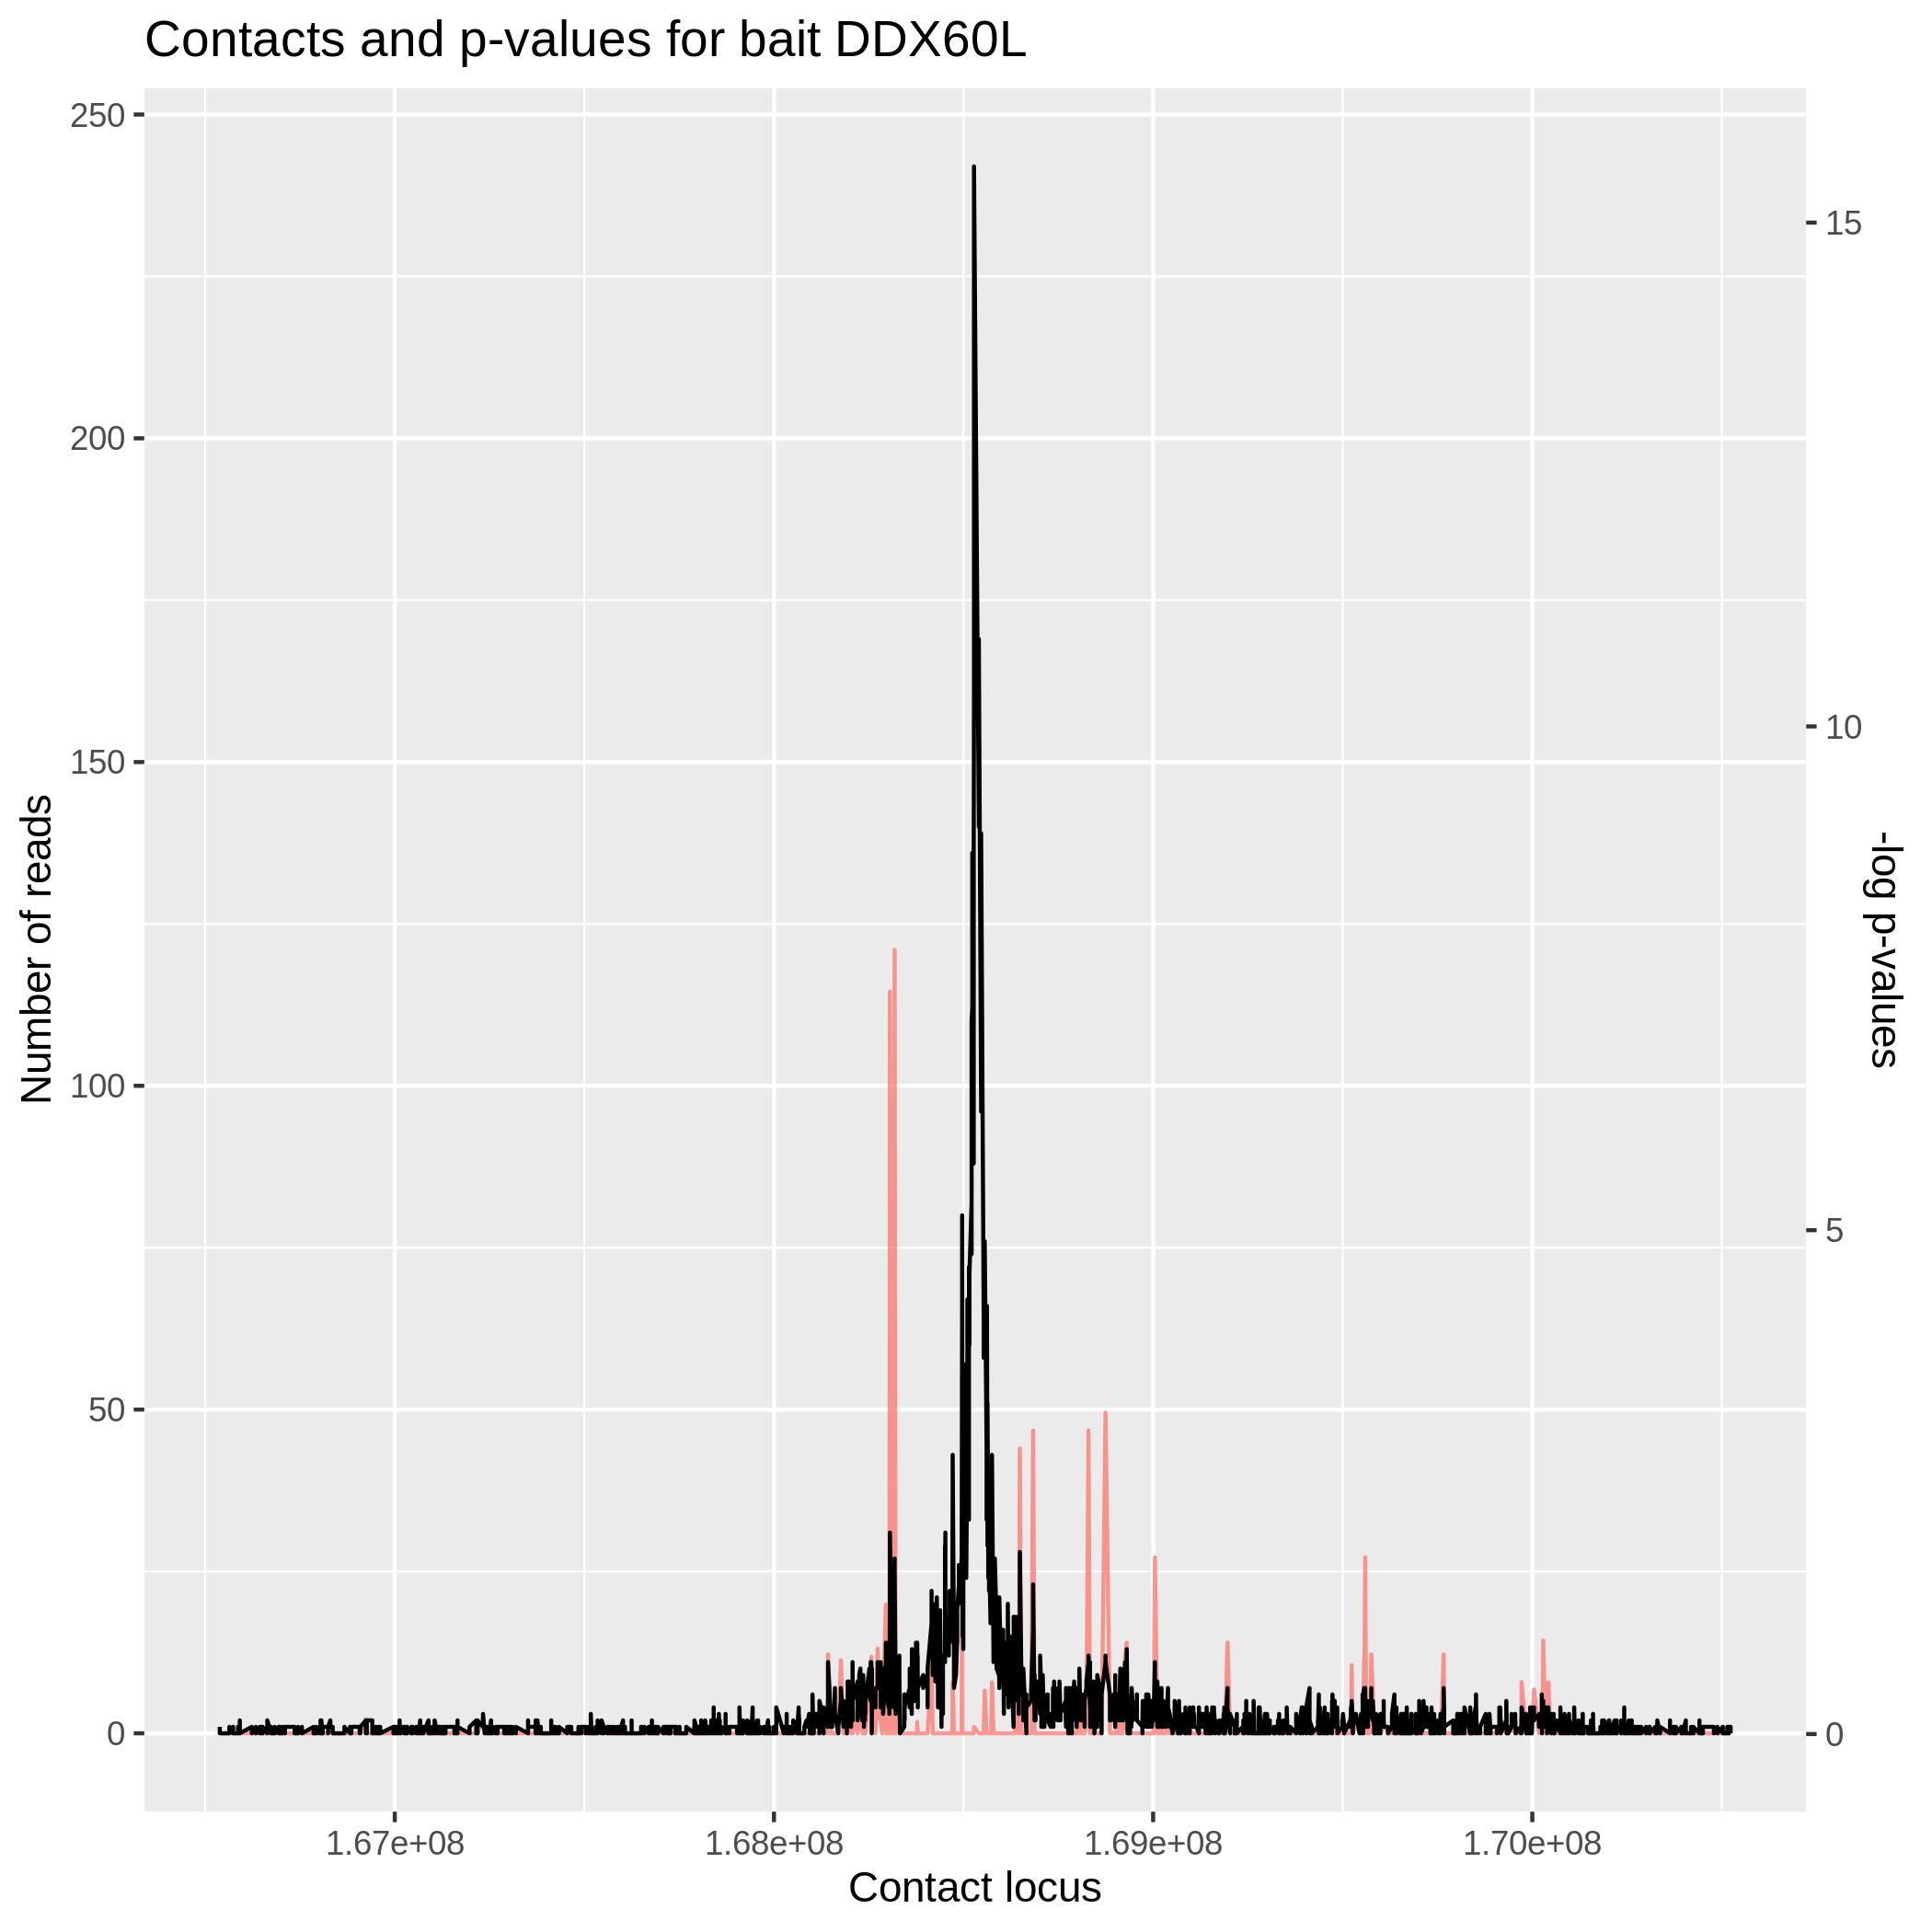 Contacts and p-values for bait DDX60L
250
200
150
100
50
0
Number of reads
15
10
5
0
-log p-values
1.67e+08
1.68e+08
1.69e+08
1.70e+08
Contact locus